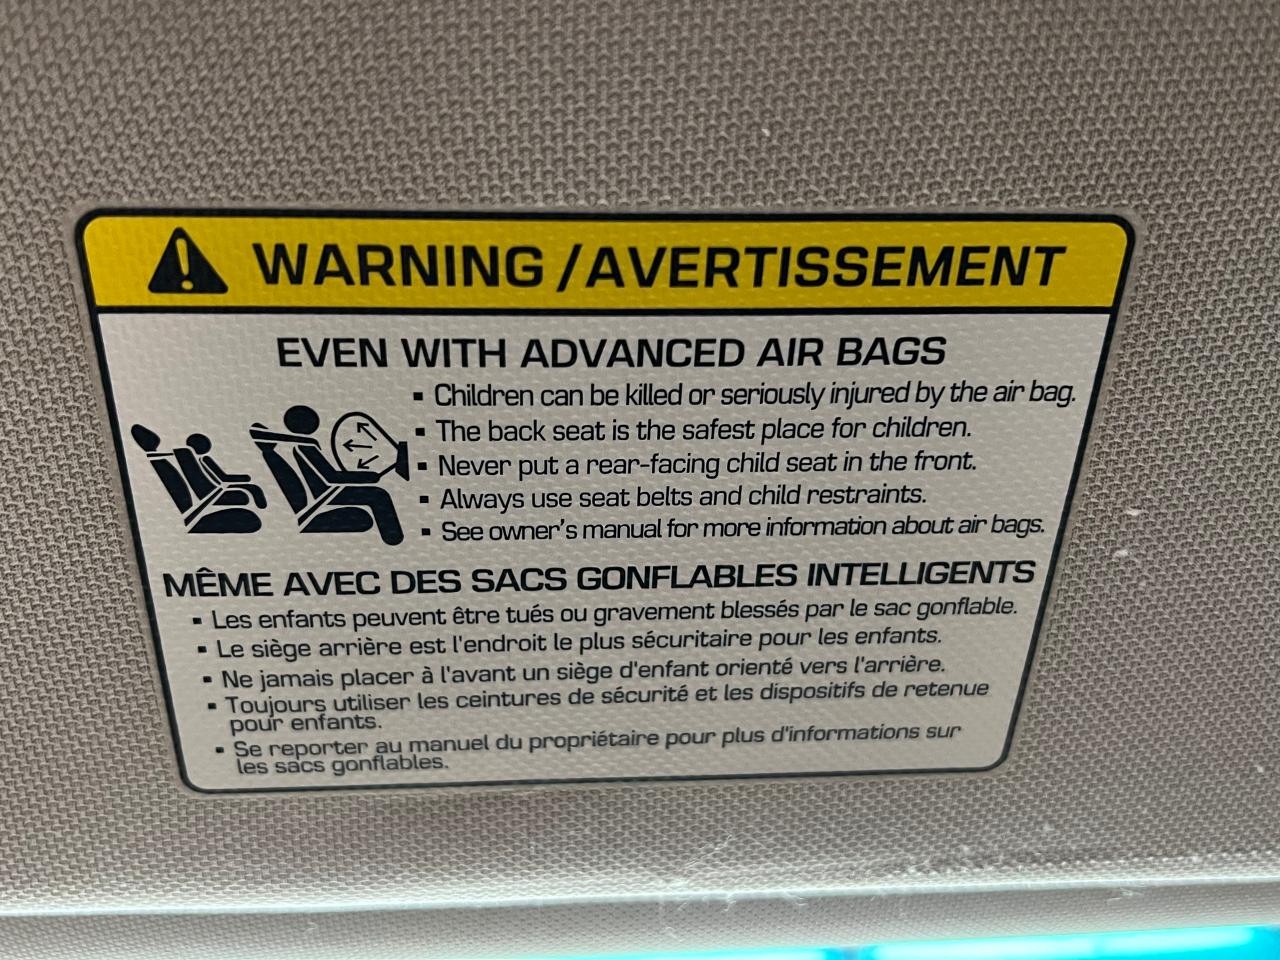 WARNING / AVERTISSEMENT
EVEN WITH ADVANCED AIR BAGS
▪ Children can be killed or seriously injured by the air bag.
▪ The back seat is the safest place for children.
▪ Never put a rear-facing child seat in the front.
▪ Always use seat belts and child restraints.
▪ See owner's manual for more information about air bags.
MÊME AVEC DES SACS GONFLABLES INTELLIGENTS
▪ Les enfants peuvent être tués ou gravement blessés par le sac gonflable.
▪ Le siège arrière est l'endroit le plus sécuritaire pour les enfants.
▪ Ne jamais placer à l'avant un siège d'enfant orienté vers l'arrière.
▪ Toujours utiliser les ceintures de sécurité et les dispositifs de retenue
pour enfants.
▪ Se reporter au manuel du propriétaire pour plus d'informations sur
les sacs gonflables.